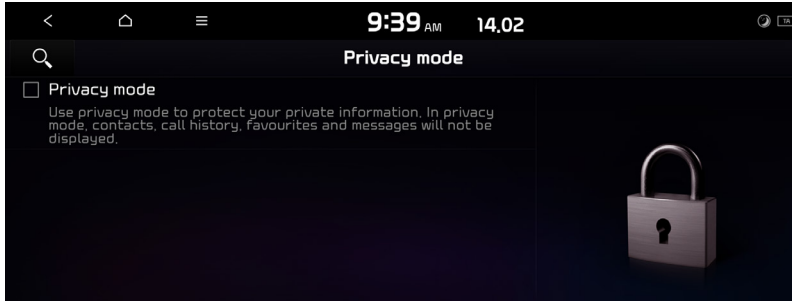 9:39 AM 14.02
TA
Privacy mode
Privacy mode
Use privacy mode to protect your private information. In privacy
mode, contacts, call history, favourites and messages will not be
displayed.